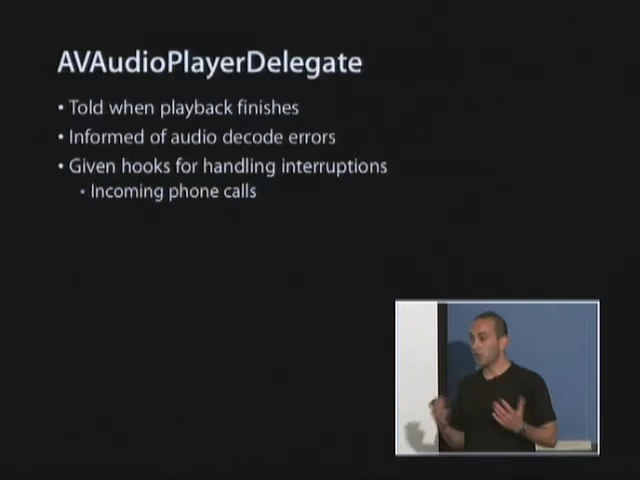 AVAudioPlayerDelegate
• Told when playback finishes
• Informed of audio decode errors
• Given hooks for handling interruptions
• Incoming phone calls